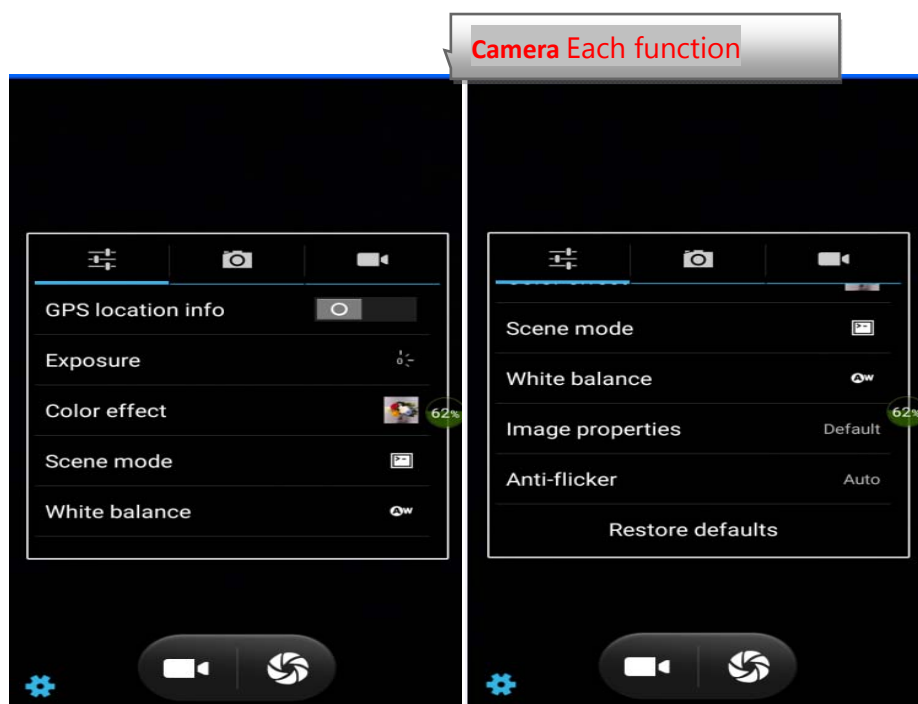 Camera Each function
GPS location info
Exposure
Color effect
62%
Scene mode
White balance
Scene mode
White balance
62%
Image properties Default
Anti-flicker Auto
Restore defaults